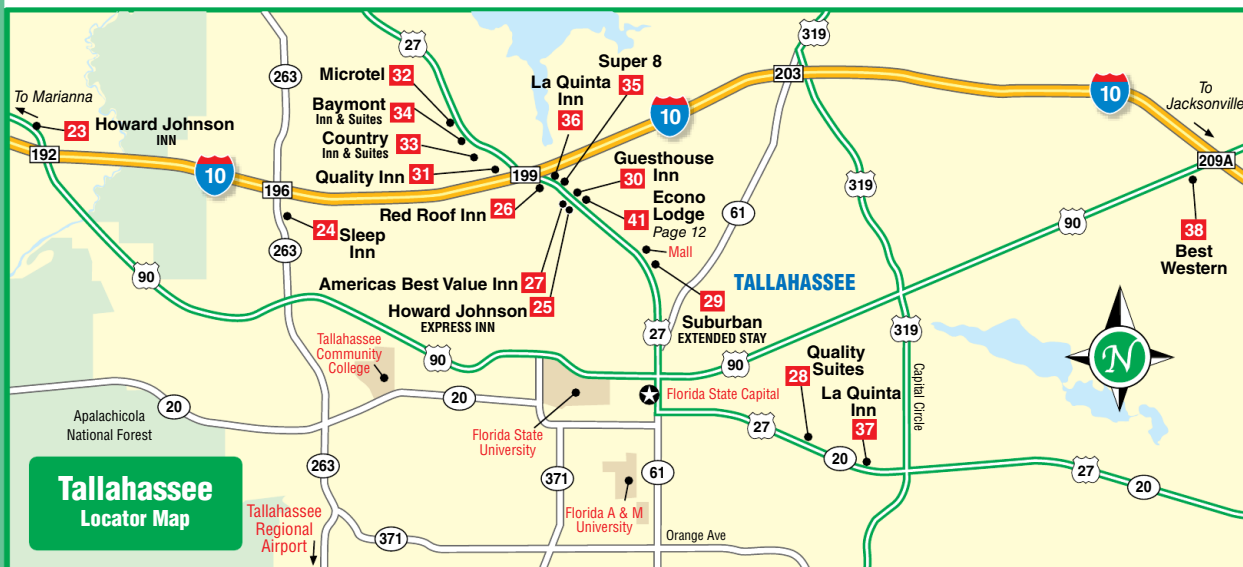 319
27
263
Super 8
35
La Quinta
Inn
36
Microtel 32
203
10
10
To Marianna
To
Jacksonville
Baymont
Inn & Suites
34
23 Howard Johnson
INN
Country
Inn & Suites
33
192
10
Quality Inn 31
199
Guesthouse
Inn
30
209A
196
319
Red Roof Inn 26
Econo
Lodge
41
Page 12
61
90
24 Sleep
Inn
263
38
Best
Western
Mall
90
Americas Best Value Inn 27
TALLAHASSEE
29
Suburban
EXTENDED STAY
Howard Johnson 25
EXPRESS INN
27
319
N
Tallahassee
Community
College
90
90
Quality
Suites
28
Capital Circle
La Quinta
Inn
37
Florida State Capital
20
20
Apalachicola
National Forest
27
Florida State
University
20
263
371
61
27
20
Tallahassee
Locator Map
Tallahassee
Regional
Airport
Florida A & M
University
371
Orange Ave